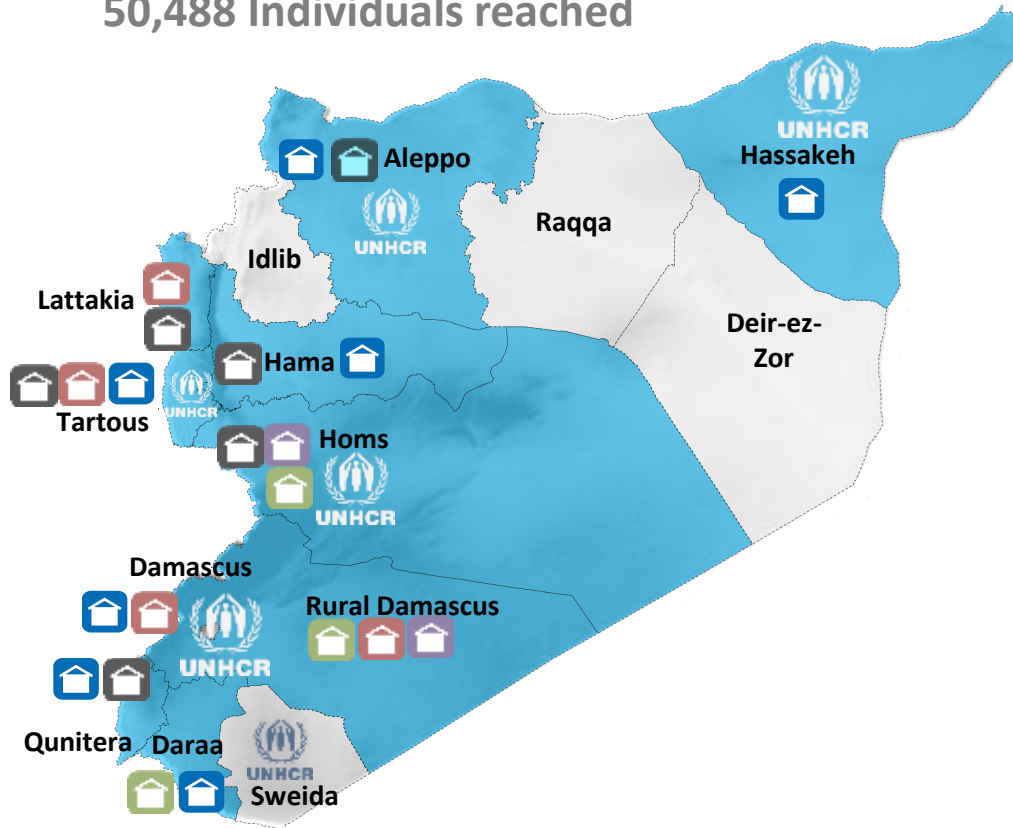 50,488 Individuals reached
UNHCR
Hassakeh
Aleppo
UNHCR
Raqqa
Idlib
Lattakia
Deir-ez-
Zor
Hama
UNHCR
Tartous
Homs
UNHCR
Damascus
Rural Damascus
UNHCR
Qunitera
Daraa
UNHCR
Sweida